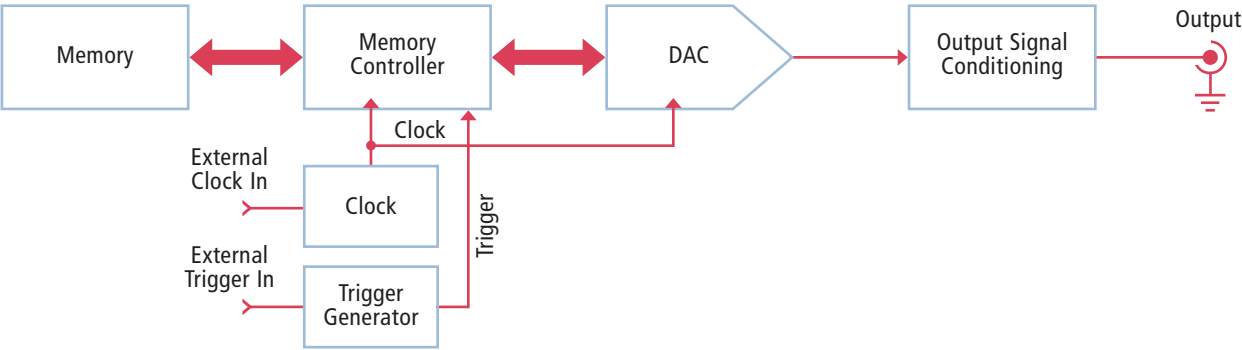 Output
Memory
Memory
Controller
DAC
Output Signal
Conditioning
Clock
External
Clock In
Clock
Trigger
External
Trigger In
Trigger
Generator